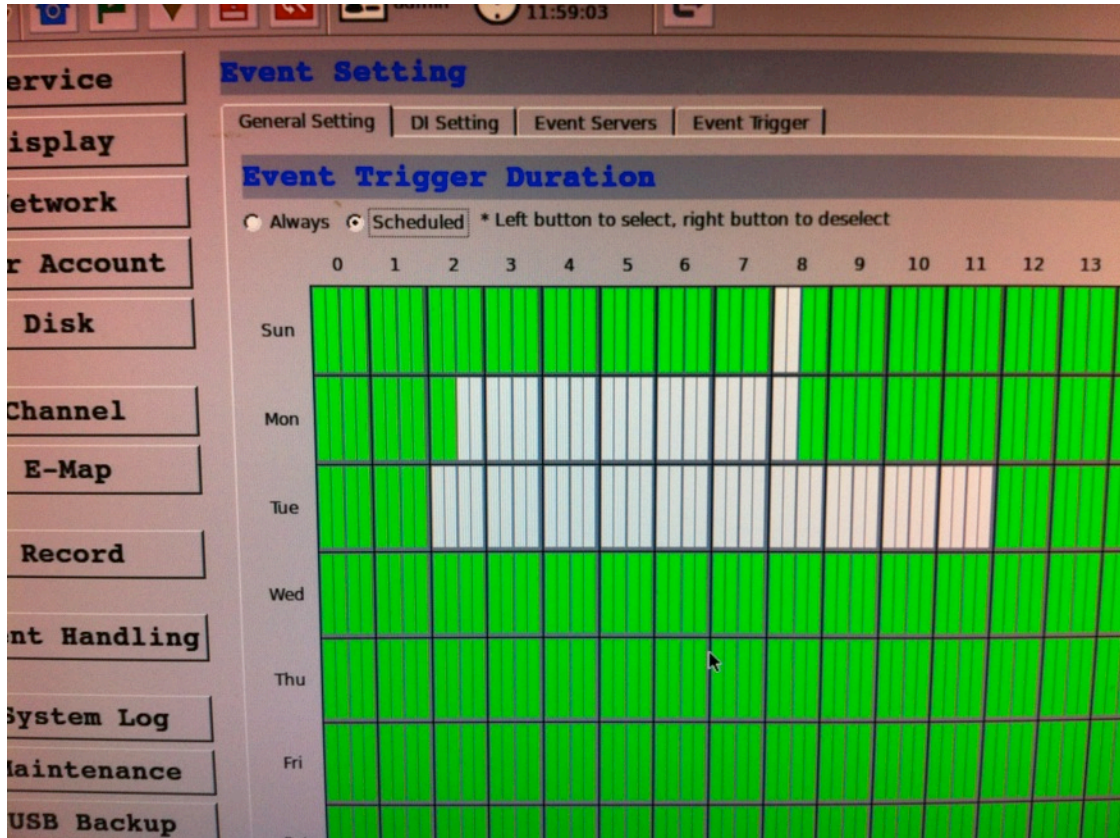 admin
11:59:03
ervice
isplay
etwork
r Account
Disk
Channel
E-Map
Record
nt Handling
System Log
Maintenance
USB Backup
Event Setting
General Setting DI Setting Event Servers Event Trigger
Event Trigger Duration
Always Scheduled * Left button to select, right button to deselect
0 1 2 3 4 5 6 7 8 9 10 11 12 13
Sun
Mon
Tue
Wed
Thu
Fri